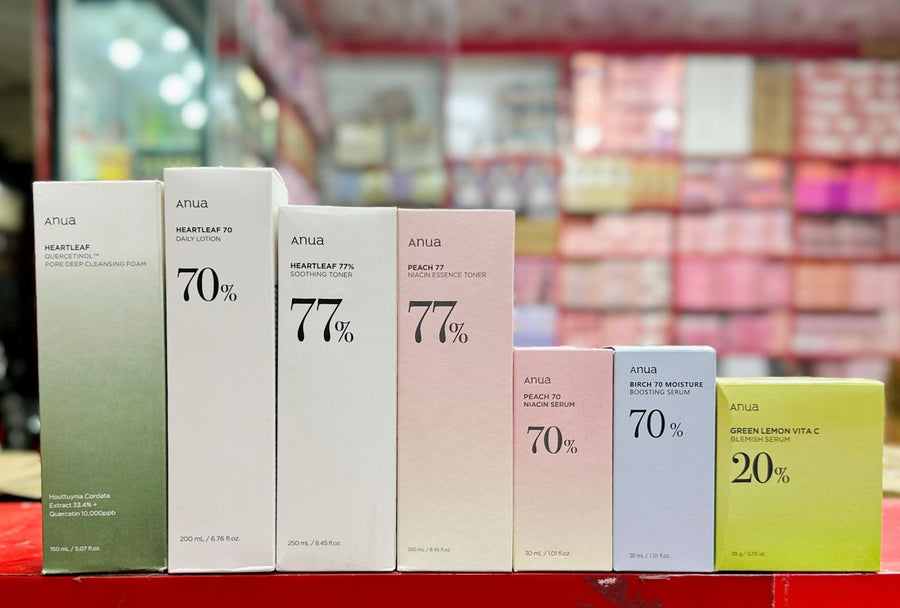 Anua
HEARTLEAF
QUERCETINOL™
PORE DEEP CLEANSING FOAM
Houttuynia Cordata
Extract 33.4% +
Quercetin 10,000ppb
150 mL / 5.07 fl.oz.
Anua
HEARTLEAF 70
DAILY LOTION
70%
200 mL / 6.76 fl.oz.
Anua
HEARTLEAF 77%
SOOTHING TONER
77%
250 mL / 8.45 fl.oz.
Anua
PEACH 77
NIACIN ESSENCE TONER
77%
250 mL / 8.45 fl.oz.
Anua
PEACH 70
NIACIN SERUM
70%
30 mL / 1.01 fl.oz.
Anua
BIRCH 70 MOISTURE
BOOSTING SERUM
70%
30 mL / 1.01 fl.oz.
Anua
GREEN LEMON VITA C
BLEMISH SERUM
20%
20 g / 0.70 oz.